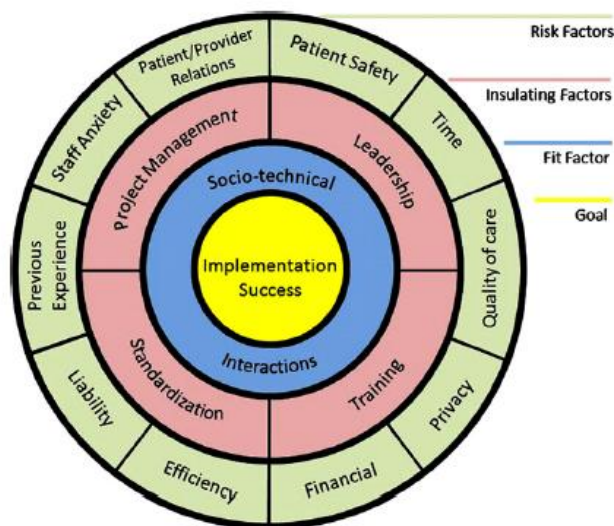 Patient/Provider
Relations
Patient Safety
Time
Quality of care
Privacy
Financial
Efficiency
Liability
Previous
Experience
Staff Anxiety
Project Management
Leadership
Training
Standardization
Socio-technical
Interactions
Implementation
Success
Risk Factors
Insulating Factors
Fit Factor
Goal